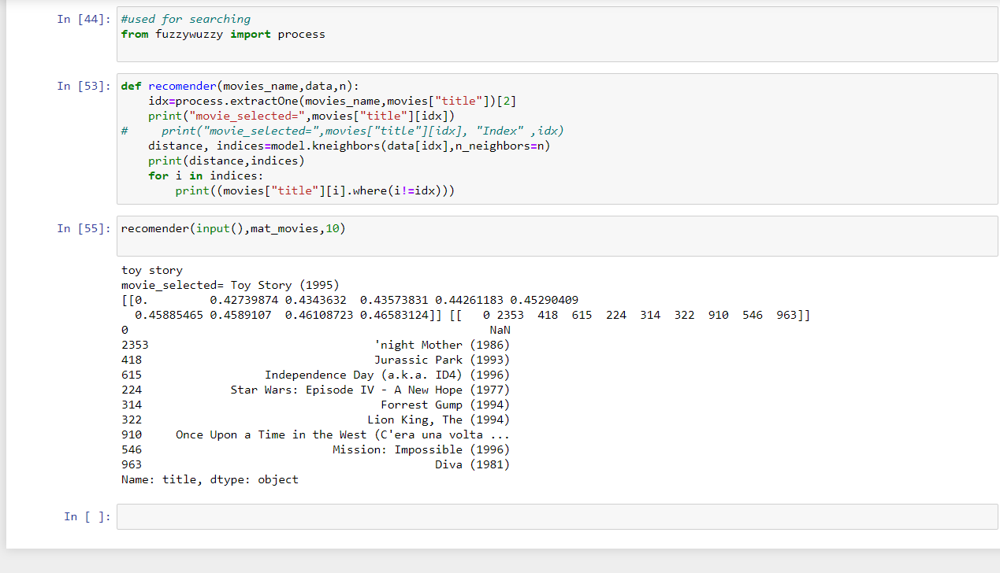 In [44]: #used for searching
from fuzzywuzzy import process
In [53]: def recomender(movies_name,data,n):
    idx=process.extractOne(movies_name,movies["title"])[2]
    print("movie_selected=",movies["title"][idx])
#     print("movie_selected=",movies["title"][idx], "Index" ,idx)
    distance, indices=model.kneighbors(data[idx],n_neighbors=n)
    print(distance,indices)
    for i in indices:
        print((movies["title"][i].where(i!=idx)))
In [55]: recomender(input(),mat_movies,10)
toy story
movie_selected= Toy Story (1995)
[[0.         0.42739874 0.4343632  0.43573831 0.44261183 0.45290409
  0.45885465 0.4589107  0.46108723 0.46583124]] [[   0 2353  418  615  224  314  322  910  546  963]]
0                                                     NaN
2353                                 'night Mother (1986)
418                                  Jurassic Park (1993)
615                  Independence Day (a.k.a. ID4) (1996)
224             Star Wars: Episode IV - A New Hope (1977)
314                                   Forrest Gump (1994)
322                                 Lion King, The (1994)
910     Once Upon a Time in the West (C'era una volta ...
546                            Mission: Impossible (1996)
963                                           Diva (1981)
Name: title, dtype: object
In [ ]: